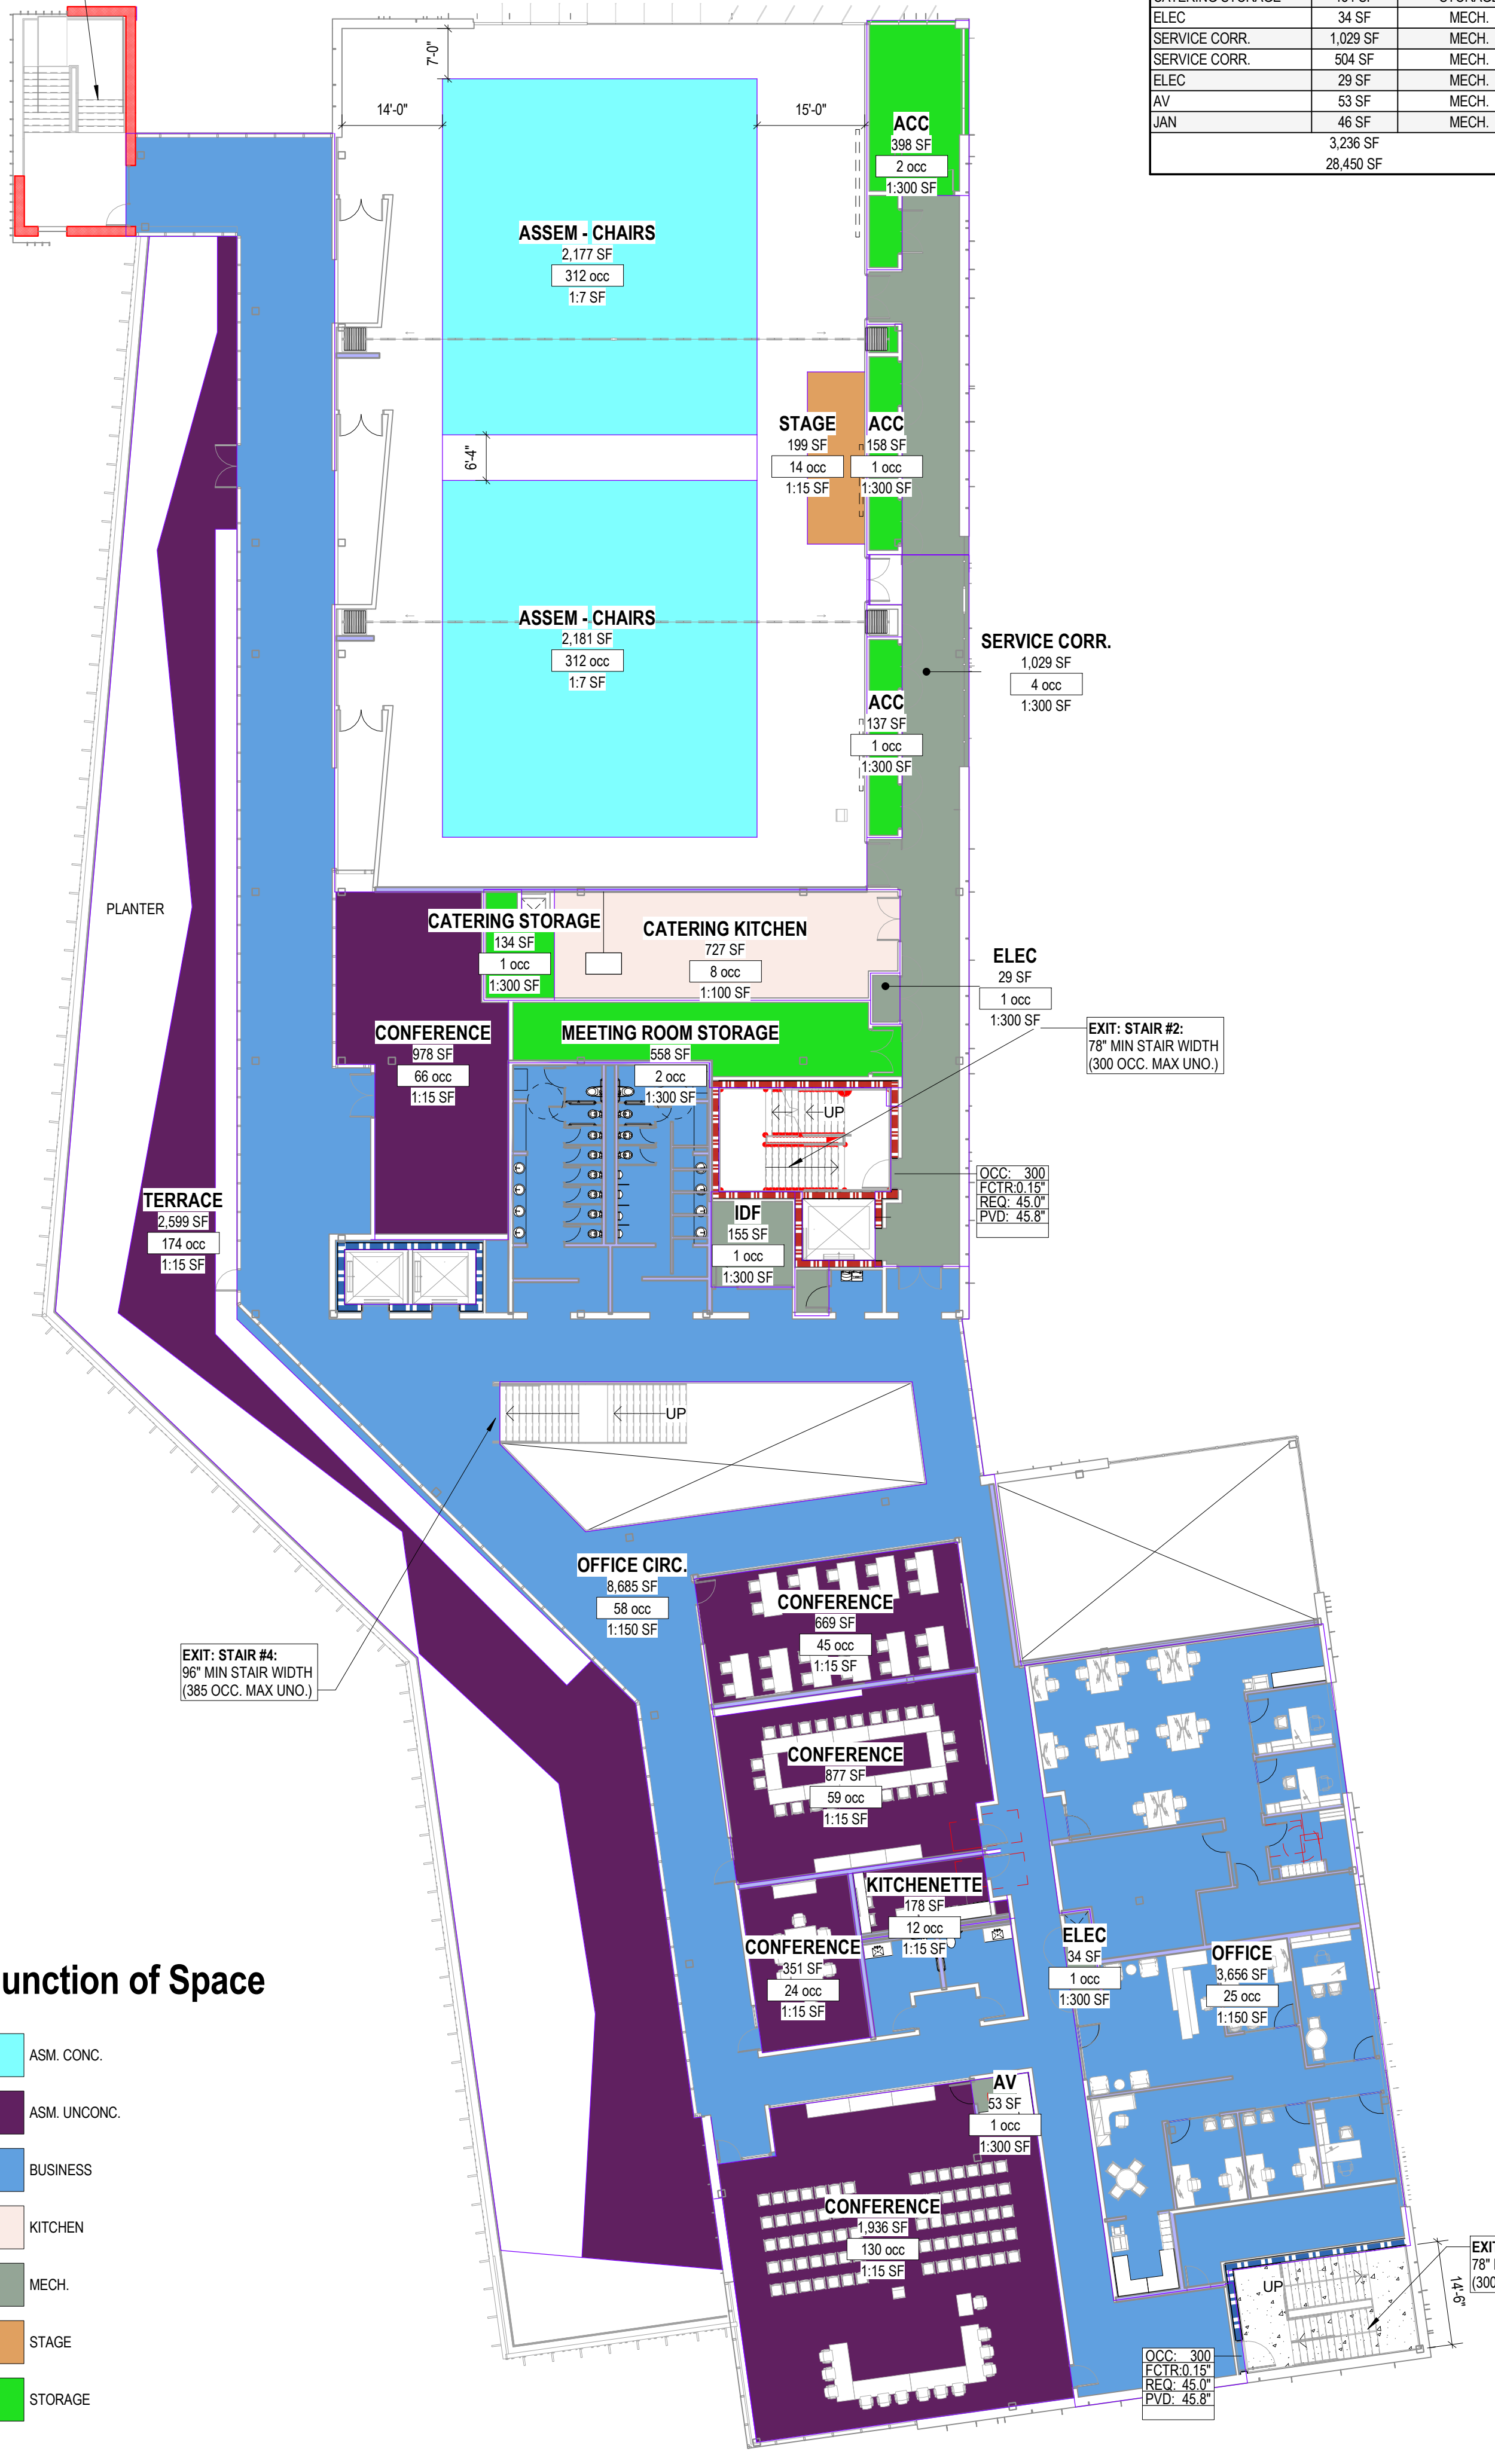 ELEC 34 SF MECH.
SERVICE CORR. 1,029 SF MECH.
SERVICE CORR. 504 SF MECH.
ELEC 29 SF MECH.
AV 53 SF MECH.
JAN 46 SF MECH.
3,236 SF
28,450 SF
7'-0"
14'-0"
15'-0"
ACC
398 SF
2 occ
1:300 SF
ASSEM - CHAIRS
2,177 SF
312 occ
1:7 SF
STAGE
199 SF
14 occ
1:15 SF
ACC
158 SF
1 occ
1:300 SF
6'-4"
ASSEM - CHAIRS
2,181 SF
312 occ
1:7 SF
SERVICE CORR.
1,029 SF
4 occ
1:300 SF
ACC
137 SF
1 occ
1:300 SF
PLANTER
CATERING STORAGE
134 SF
1 occ
1:300 SF
CATERING KITCHEN
727 SF
8 occ
1:100 SF
ELEC
29 SF
1 occ
1:300 SF
CONFERENCE
978 SF
66 occ
1:15 SF
MEETING ROOM STORAGE
558 SF
2 occ
1:300 SF
EXIT: STAIR #2:
78" MIN STAIR WIDTH
(300 OCC. MAX UNO.)
UP
OCC: 300
FCTR:0.15"
REQ: 45.0"
PVD: 45.8"
TERRACE
2,599 SF
174 occ
1:15 SF
IDF
155 SF
1 occ
1:300 SF
UP
OFFICE CIRC.
8,685 SF
58 occ
1:150 SF
CONFERENCE
669 SF
45 occ
1:15 SF
EXIT: STAIR #4:
96" MIN STAIR WIDTH
(385 OCC. MAX UNO.)
CONFERENCE
877 SF
59 occ
1:15 SF
KITCHENETTE
178 SF
12 occ
1:15 SF
CONFERENCE
351 SF
24 occ
1:15 SF
ELEC
34 SF
1 occ
1:300 SF
OFFICE
3,656 SF
25 occ
1:150 SF
AV
53 SF
1 occ
1:300 SF
CONFERENCE
1,936 SF
130 occ
1:15 SF
UP
14'-6"
EXIT
78"
(300
OCC: 300
FCTR:0.15"
REQ: 45.0"
PVD: 45.8"
unction of Space
ASM. CONC.
ASM. UNCONC.
BUSINESS
KITCHEN
MECH.
STAGE
STORAGE